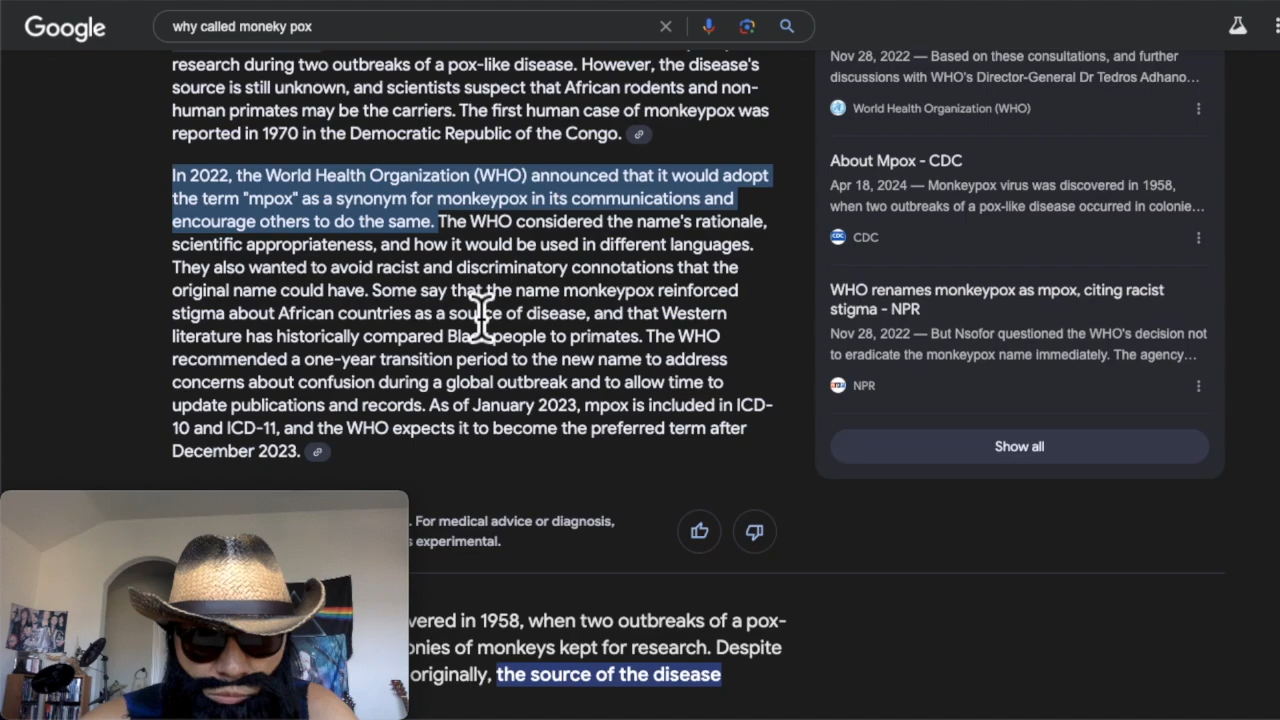 Google
why called moneky pox
research during two outbreaks of a pox-like disease. However, the disease's
source is still unknown, and scientists suspect that African rodents and non-
human primates may be the carriers. The first human case of monkeypox was
reported in 1970 in the Democratic Republic of the Congo.
In 2022, the World Health Organization (WHO) announced that it would adopt
the term "mpox" as a synonym for monkeypox in its communications and
encourage others to do the same. The WHO considered the name's rationale,
scientific appropriateness, and how it would be used in different languages.
They also wanted to avoid racist and discriminatory connotations that the
original name could have. Some say that the name monkeypox reinforced
stigma about African countries as a source of disease, and that Western
literature has historically compared Black people to primates. The WHO
recommended a one-year transition period to the new name to address
concerns about confusion during a global outbreak and to allow time to
update publications and records. As of January 2023, mpox is included in ICD-
10 and ICD-11, and the WHO expects it to become the preferred term after
December 2023.
. For medical advice or diagnosis,
s experimental.
vered in 1958, when two outbreaks of a pox-
onies of monkeys kept for research. Despite
originally, the source of the disease
Nov 28, 2022 — Based on these consultations, and further
discussions with WHO's Director-General Dr Tedros Adhano...
World Health Organization (WHO)
About Mpox - CDC
Apr 18, 2024 — Monkeypox virus was discovered in 1958,
when two outbreaks of a pox-like disease occurred in colonie...
CDC
CDC
WHO renames monkeypox as mpox, citing racist
stigma - NPR
Nov 28, 2022 — But Nsofor questioned the WHO's decision not
to eradicate the monkeypox name immediately. The agency...
NPR
Show all